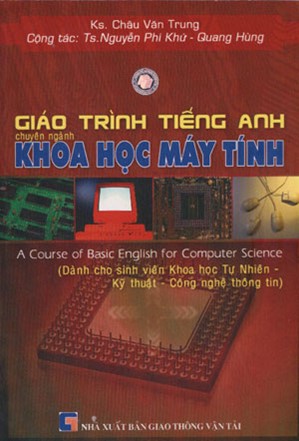 Ks. Châu Văn Trung
Cộng tác: Ts.Nguyễn Phi Khứ - Quang Hùng
GIÁO TRÌNH TIẾNG ANH
chuyên ngành
KHOA HỌC MÁY TÍNH
A Course of Basic English for Computer Science
(Dành cho sinh viên Khoa học Tự Nhiên -
Kỹ thuật - Công nghệ thông tin)
NHÀ XUẤT BẢN GIAO THÔNG VẬN TẢI